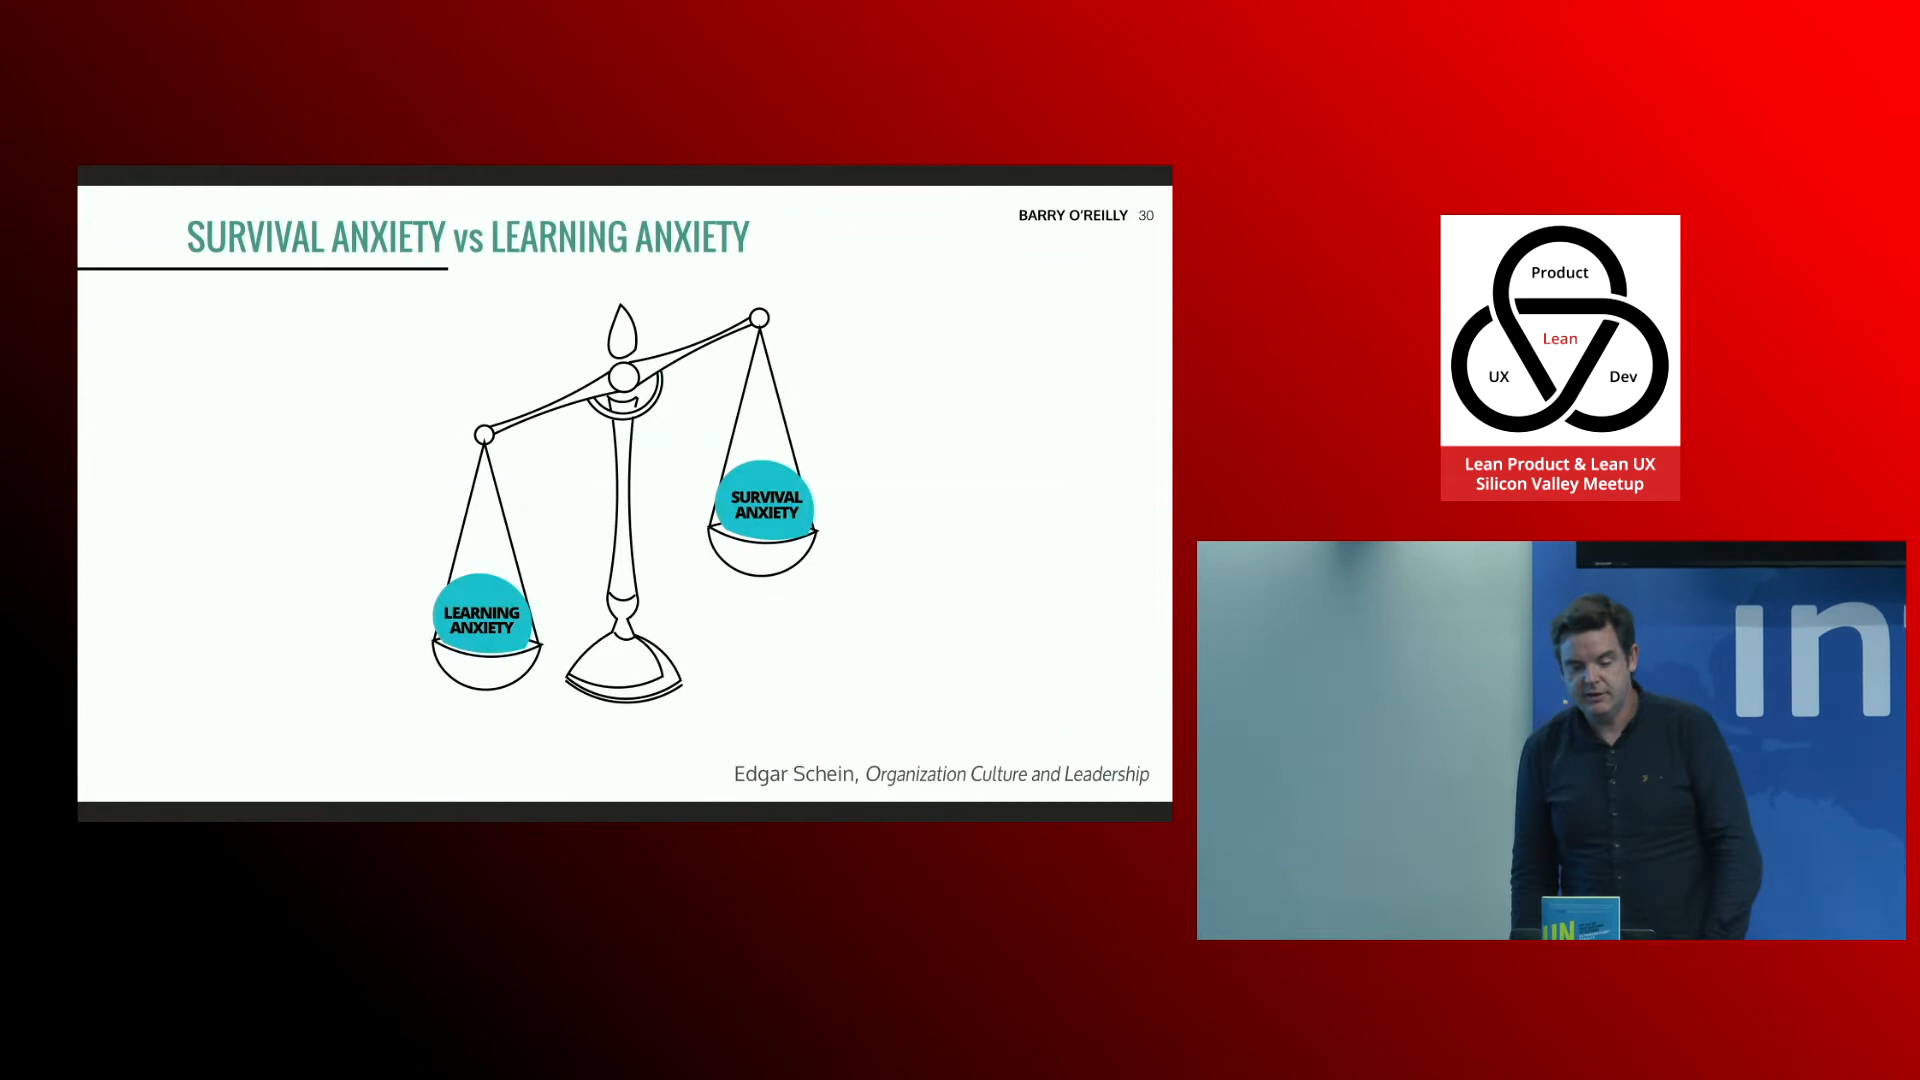 SURVIVAL ANXIETY vs LEARNING ANXIETY
BARRY O'REILLY 30
SURVIVAL
ANXIETY
LEARNING
ANXIETY
Edgar Schein, Organization Culture and Leadership
Product
Lean
UX
Dev
Lean Product & Lean UX
Silicon Valley Meetup
in
UN